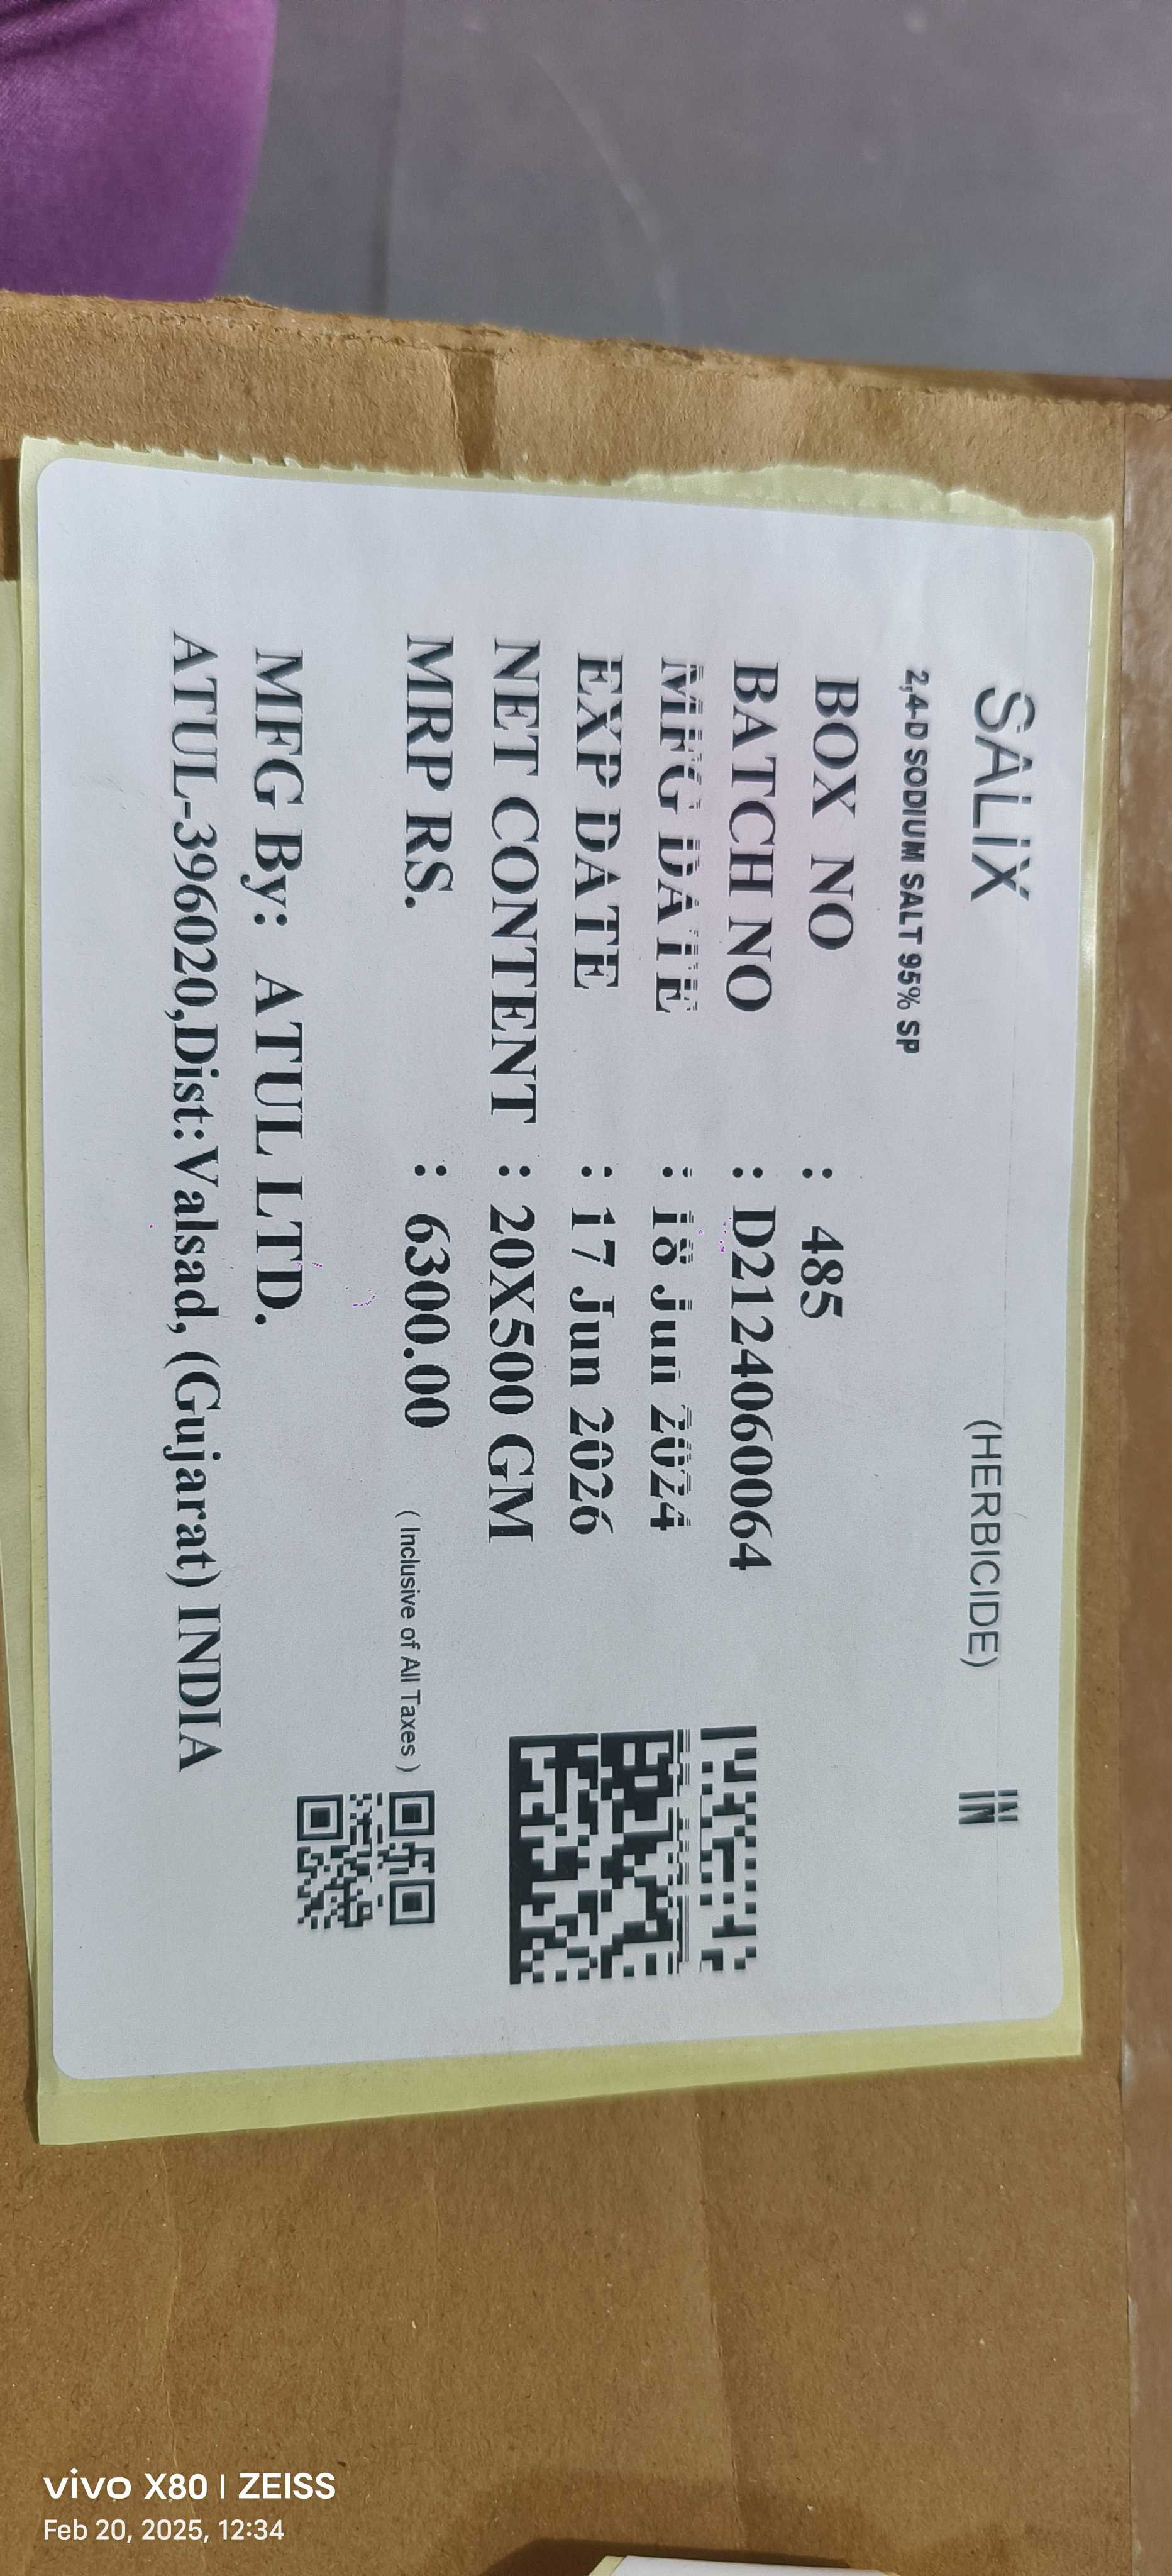 SALiX (HERBICIDE) IN
2,4-D SODIUM SALT 95% SP
BOX NO : 485
BATCH NO : D2124060064
MFG DATE : 18 Jun 2024
EXP DATE : 17 Jun 2026
NET CONTENT : 20X500 GM
MRP RS. : 6300.00 ( Inclusive of All Taxes )
MFG By: ATUL LTD.
ATUL-396020,Dist:Valsad, (Gujarat) INDIA
vivo X80 | ZEISS
Feb 20, 2025, 12:34